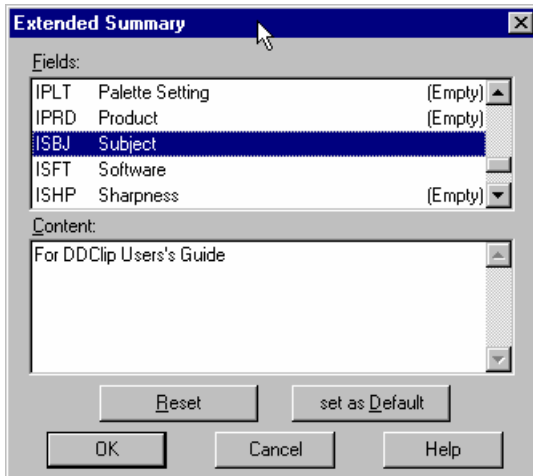 Extended Summary
Fields:
IPLT Palette Setting (Empty)
IPRD Product (Empty)
ISBJ Subject
ISFT Software
ISHP Sharpness (Empty)
Content:
For DDClip Users's Guide
Reset set as Default
OK Cancel Help